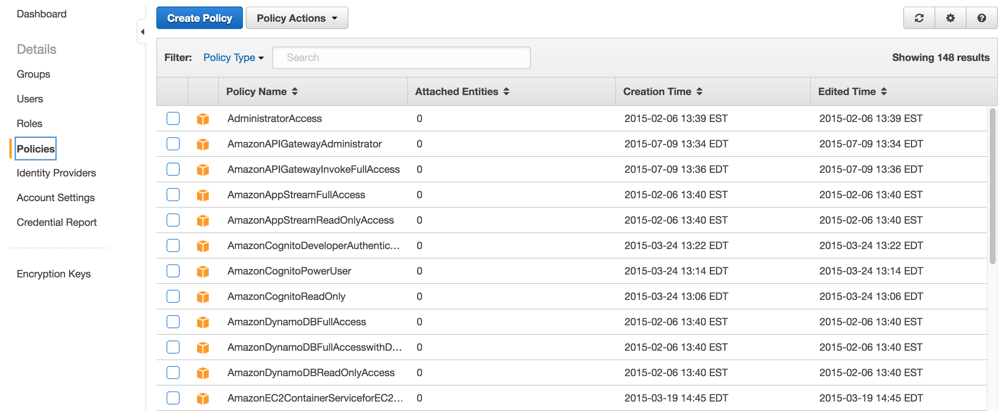 Dashboard
Details
Groups
Users
Roles
Policies
Identity Providers
Account Settings
Credential Report
Encryption Keys
Create Policy Policy Actions
Filter: Policy Type Search Showing 148 results
Policy Name Attached Entities Creation Time Edited Time
AdministratorAccess 0 2015-02-06 13:39 EST 2015-02-06 13:39 EST
AmazonAPIGatewayAdministrator 0 2015-07-09 13:34 EDT 2015-07-09 13:34 EDT
AmazonAPIGatewayInvokeFullAccess 0 2015-07-09 13:36 EDT 2015-07-09 13:36 EDT
AmazonAppStreamFullAccess 0 2015-02-06 13:40 EST 2015-02-06 13:40 EST
AmazonAppStreamReadOnlyAccess 0 2015-02-06 13:40 EST 2015-02-06 13:40 EST
AmazonCognitoDeveloperAuthentic... 0 2015-03-24 13:22 EDT 2015-03-24 13:22 EDT
AmazonCognitoPowerUser 0 2015-03-24 13:14 EDT 2015-03-24 13:14 EDT
AmazonCognitoReadOnly 0 2015-03-24 13:06 EDT 2015-03-24 13:06 EDT
AmazonDynamoDBFullAccess 0 2015-02-06 13:40 EST 2015-02-06 13:40 EST
AmazonDynamoDBFullAccesswithD... 0 2015-02-06 13:40 EST 2015-02-06 13:40 EST
AmazonDynamoDBReadOnlyAccess 0 2015-02-06 13:40 EST 2015-02-06 13:40 EST
AmazonEC2ContainerServiceforEC2... 0 2015-03-19 14:45 EDT 2015-03-19 14:45 EDT